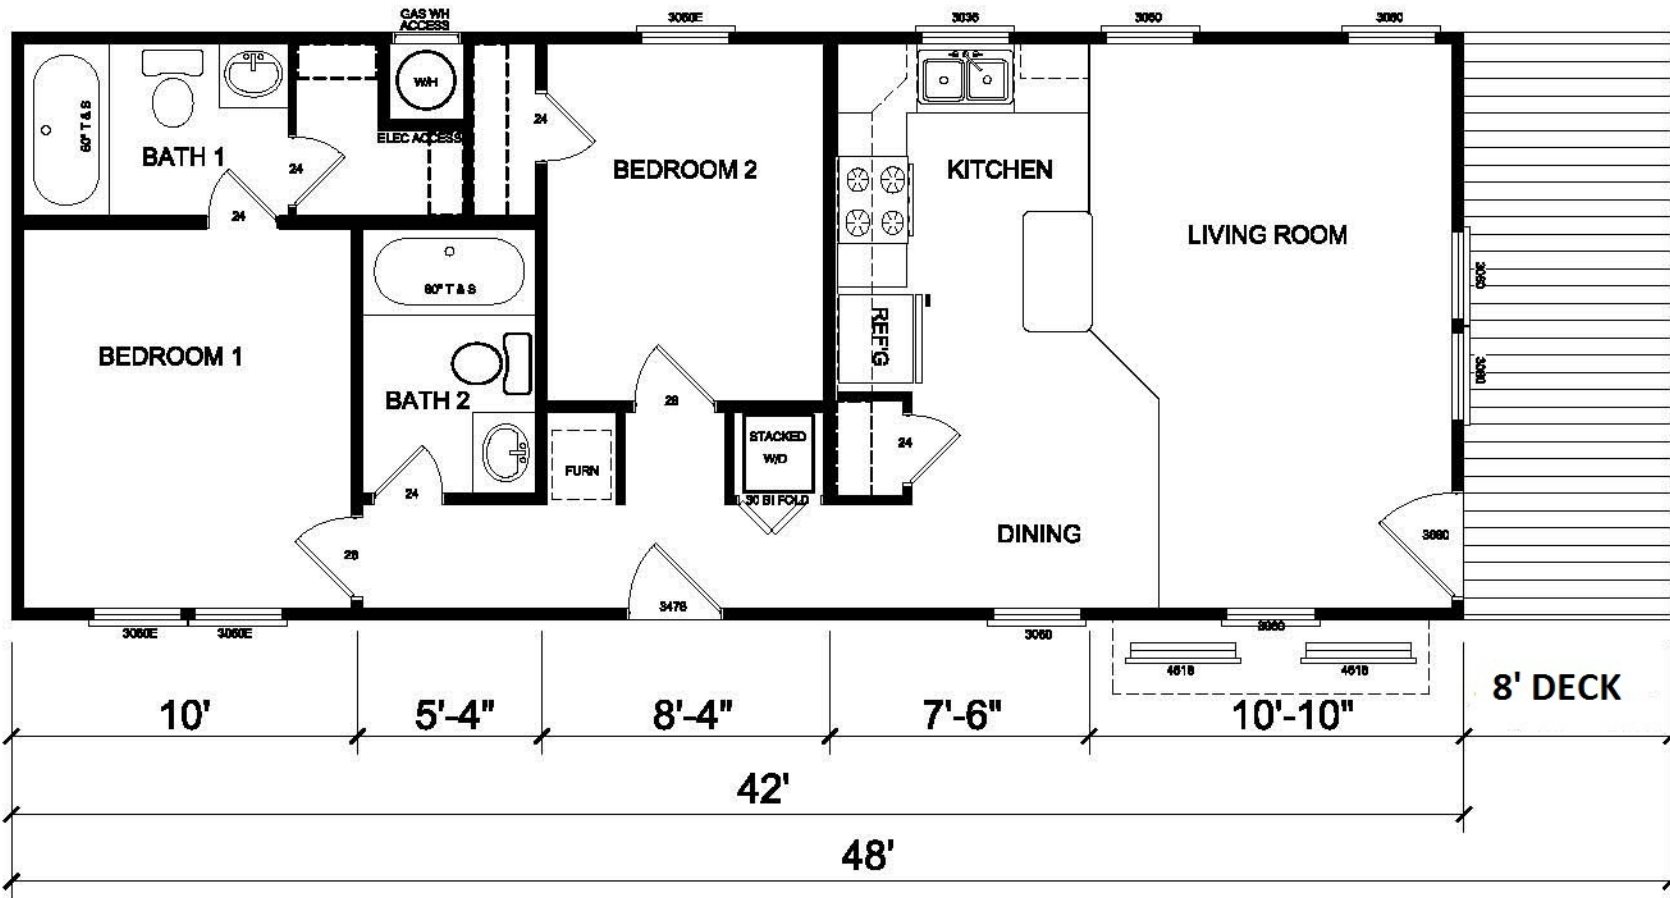 GAS WH
ACCESS
3060E
3036
3060
3060
W/H
60" T & S
24
ELEC ACCESS
BATH 1
24
BEDROOM 2
KITCHEN
24
LIVING ROOM
3060
60" T & S
REF'G
BEDROOM 1
3060
BATH 2
28
STACKED
W/D
24
FURN
24
30 BI FOLD
DINING
3680
28
3476
3060E
3060E
3060
3060
4618
4618
8' DECK
10'
5'-4"
8'-4"
7'-6"
10'-10"
42'
48'